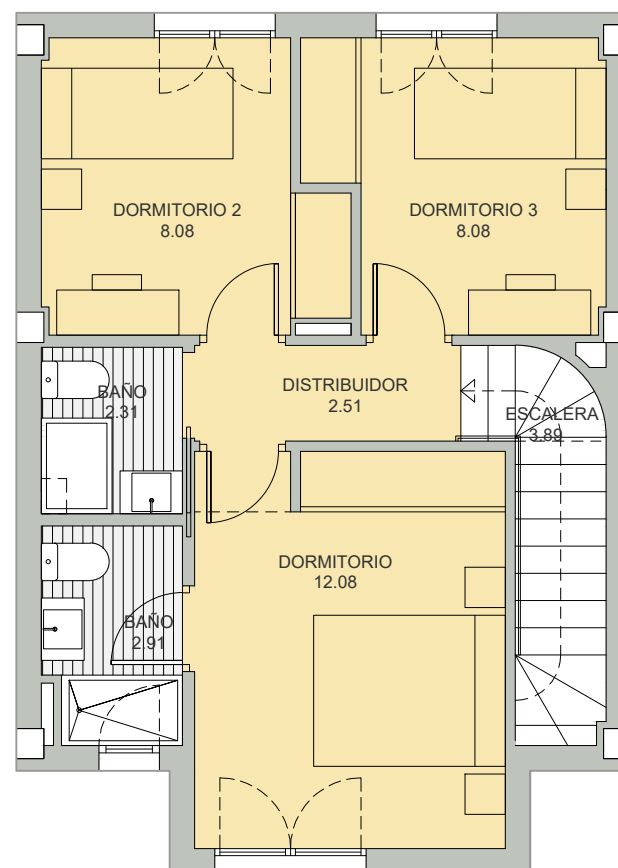 DORMITORIO 2
8.08
DORMITORIO 3
8.08
BAÑO
2.31
DISTRIBUIDOR
2.51
ESCALERA
3.89
DORMITORIO
12.08
BAÑO
2.91